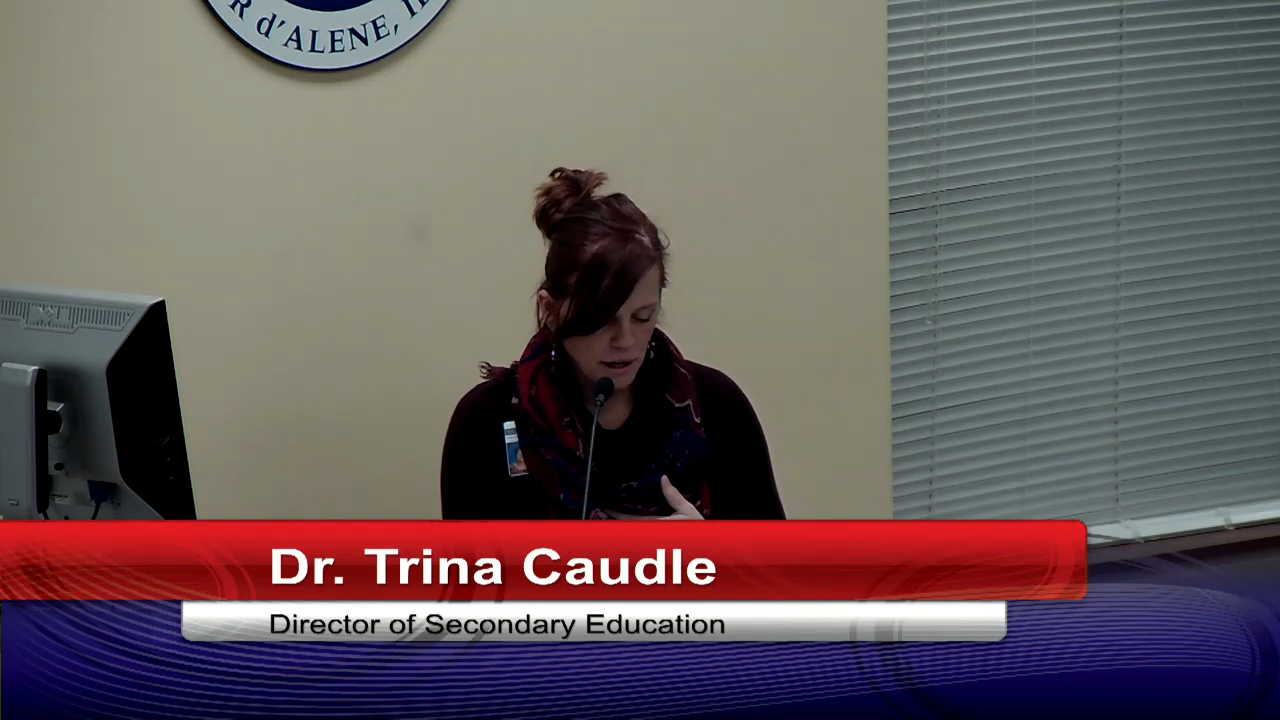 R d'ALENE, I
Dr. Trina Caudle
Director of Secondary Education